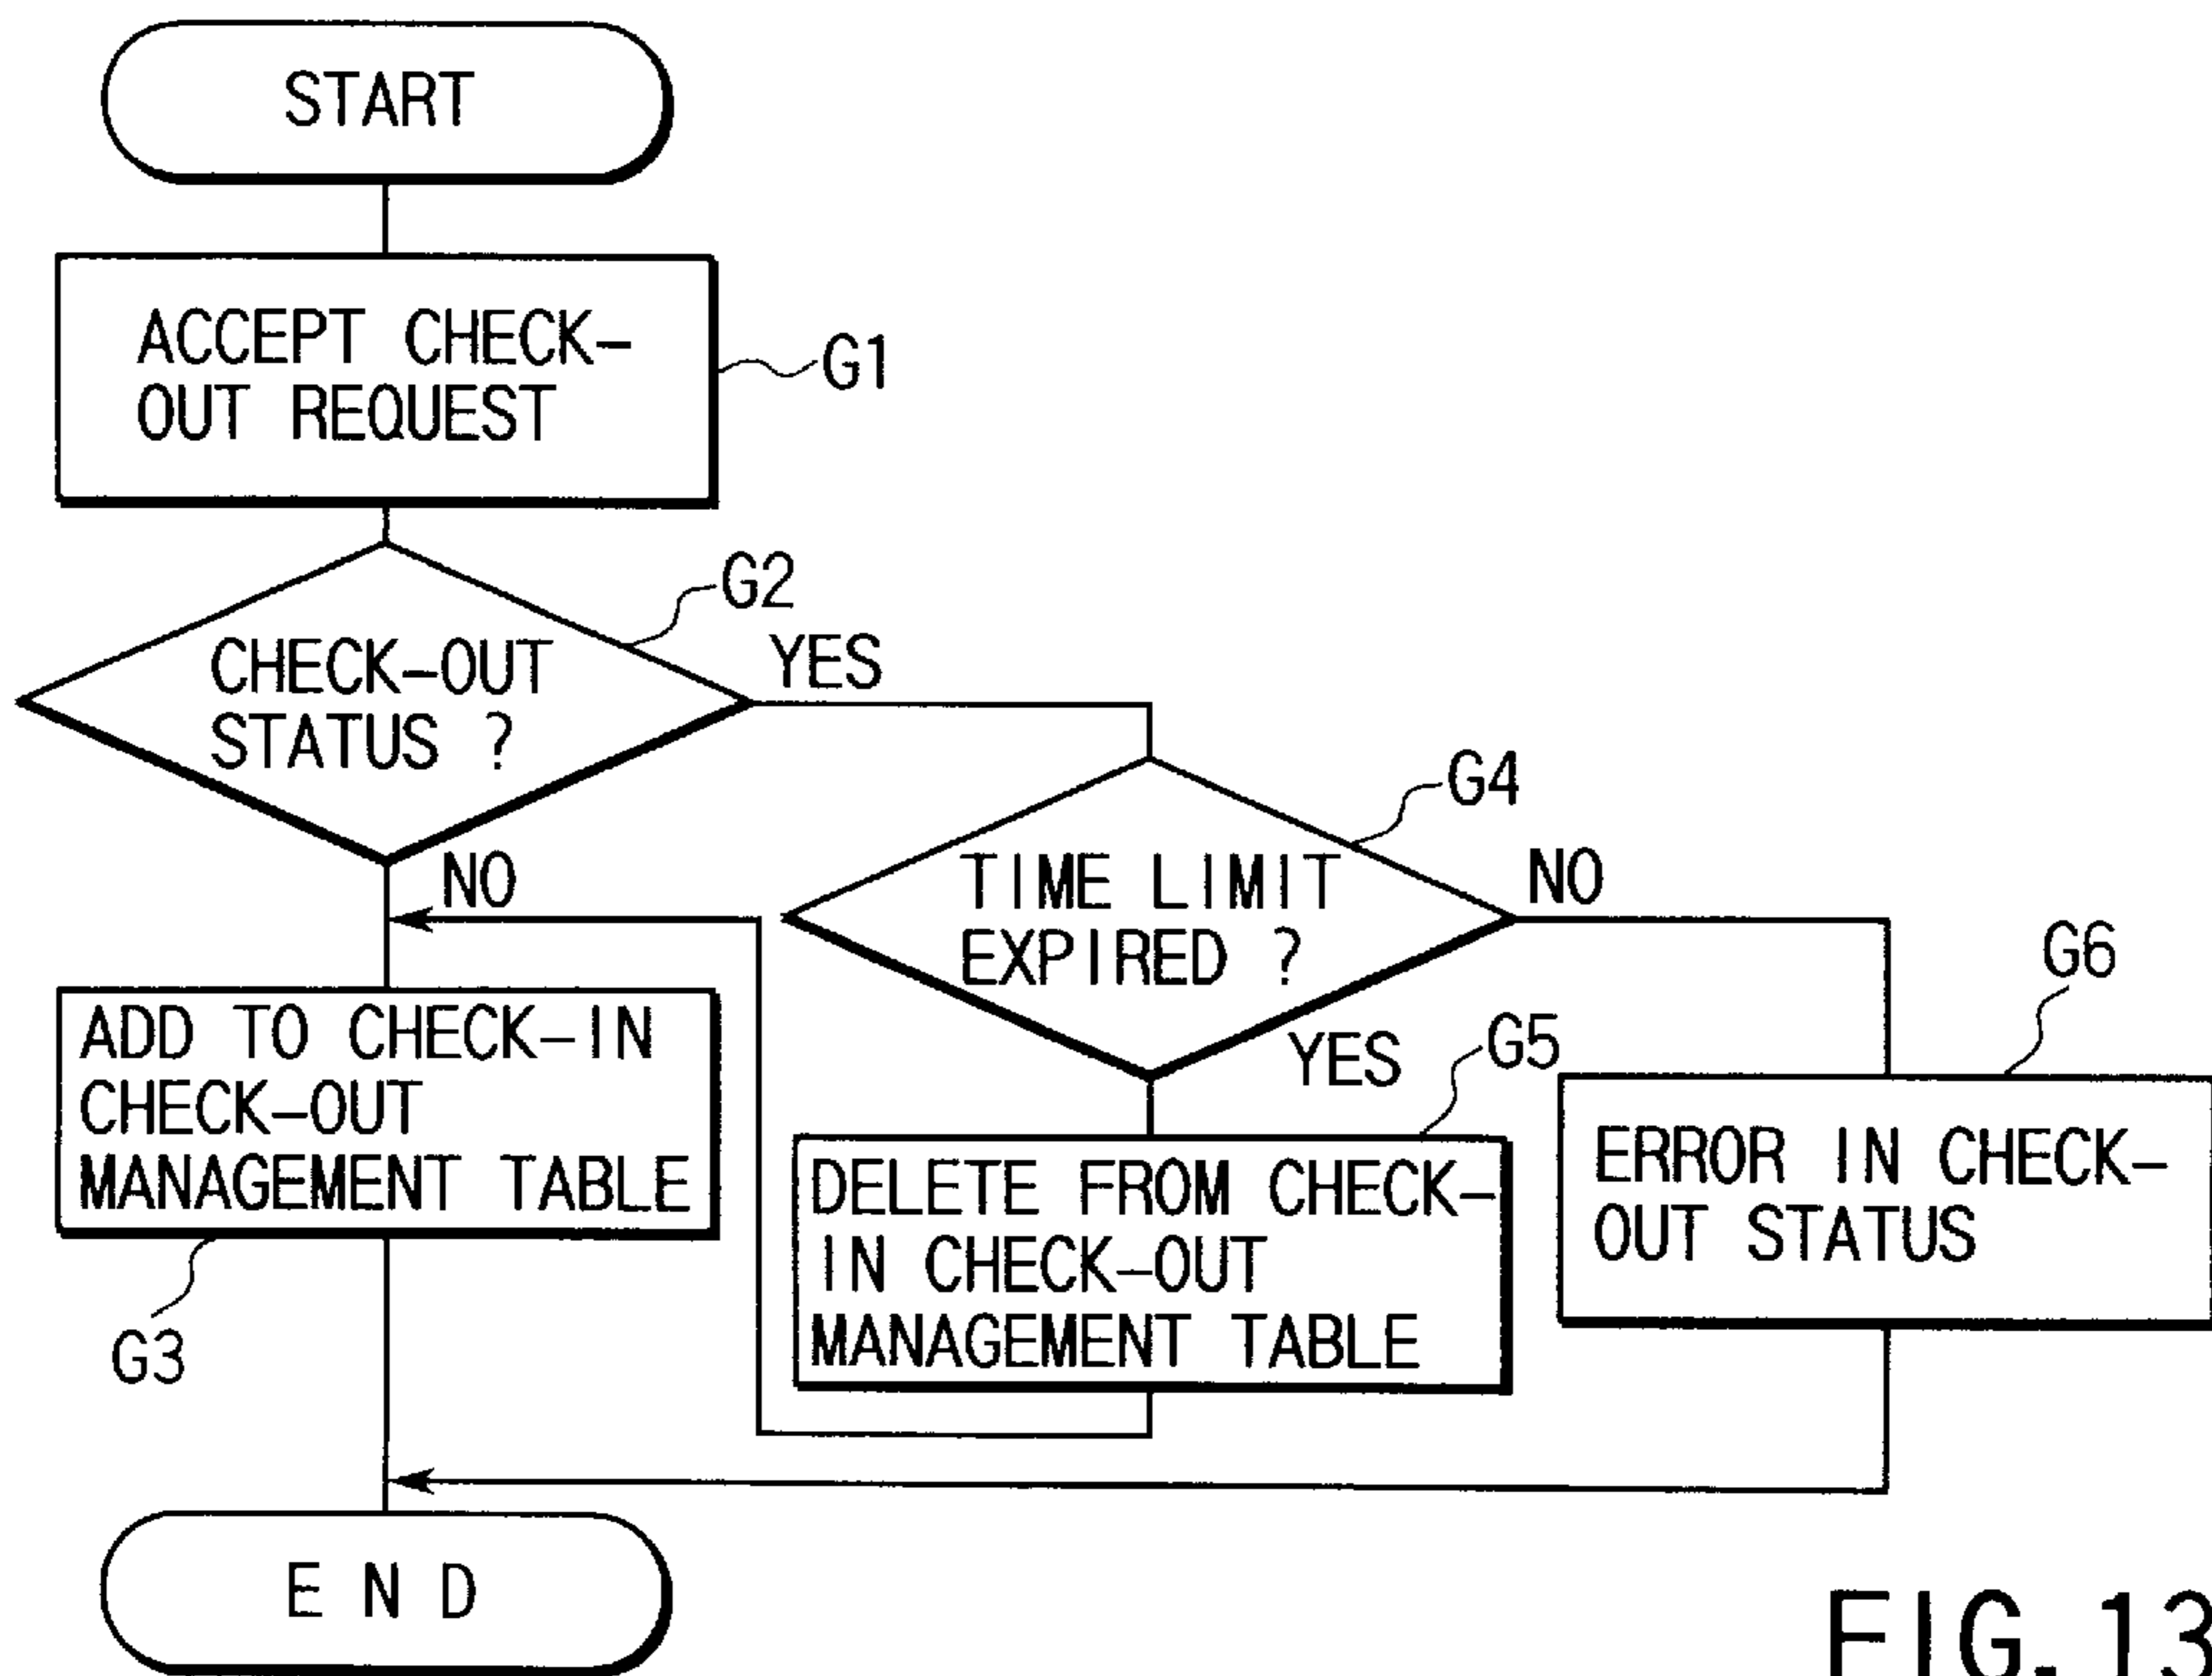 START
ACCEPT CHECK-
OUT REQUEST
G1
CHECK-OUT
STATUS ?
G2
YES
NO
TIME LIMIT
EXPIRED ?
G4
NO
YES
ADD TO CHECK-IN
CHECK-OUT
MANAGEMENT TABLE
G3
DELETE FROM CHECK-
IN CHECK-OUT
MANAGEMENT TABLE
G5
ERROR IN CHECK-
OUT STATUS
G6
E N D
FIG. 13